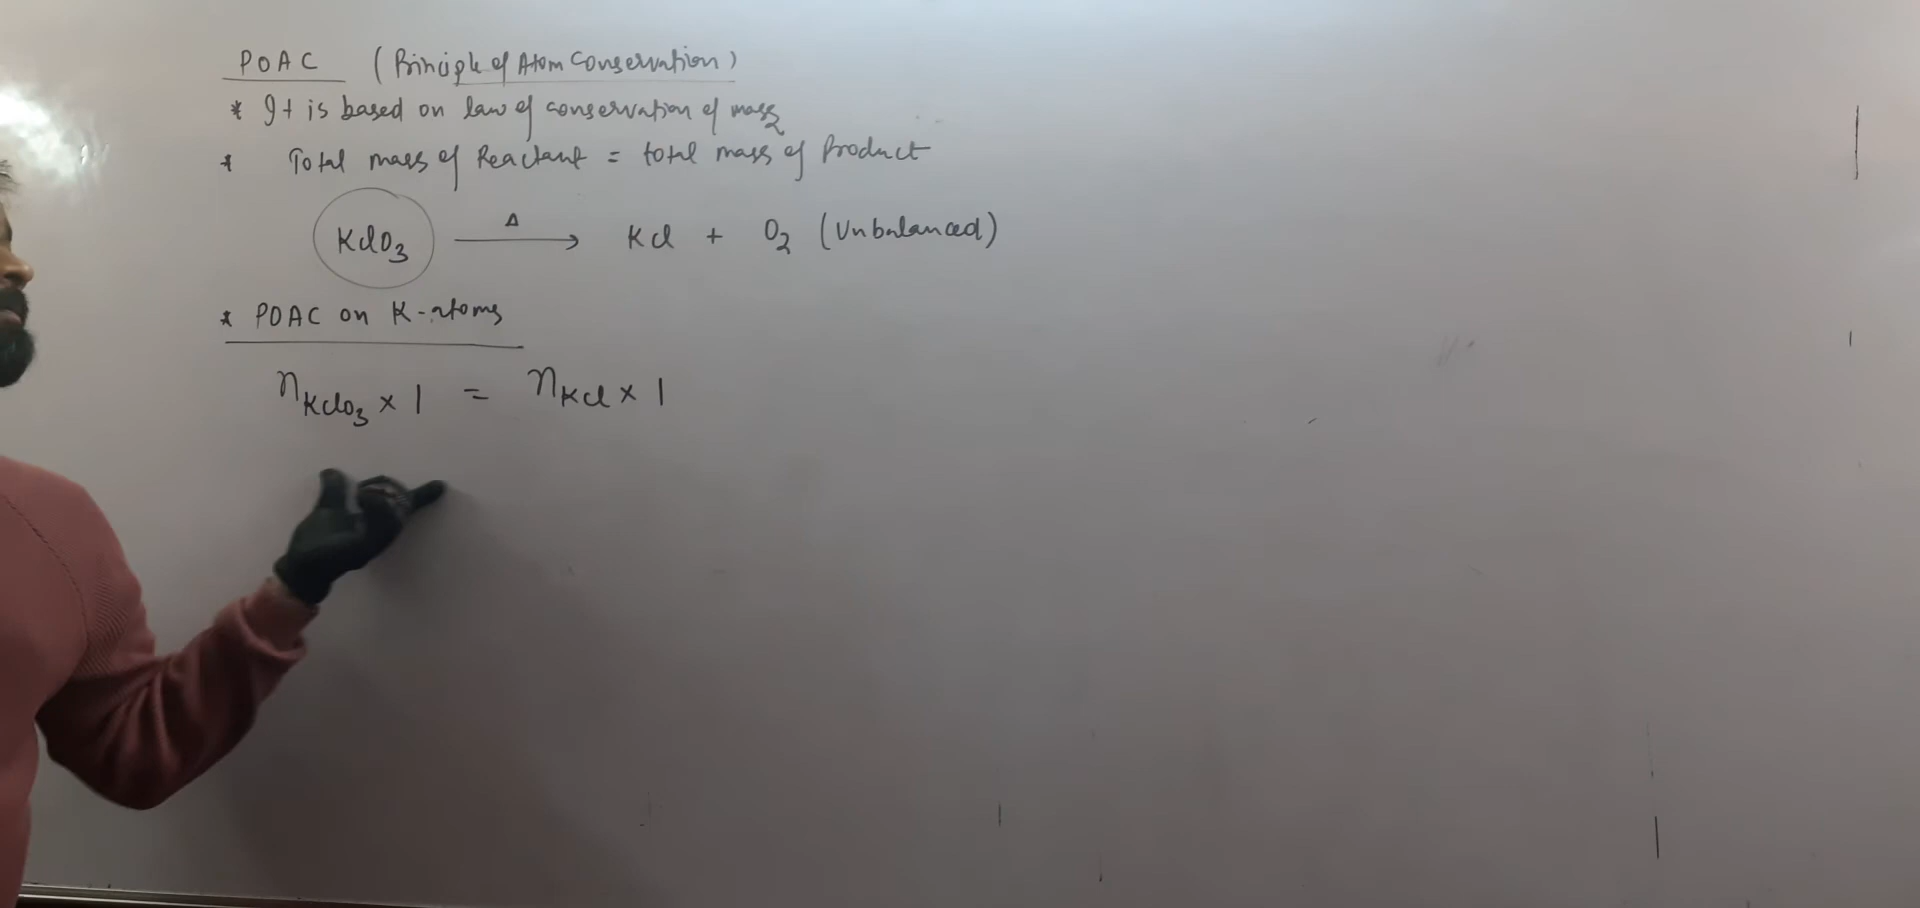 POAC (Principle of Atom Conservation)
* It is based on law of conservation of mass
* Total mass of Reactant = total mass of Product
KClO3 Δ → KCl + O2 (Unbalanced)
* POAC on K-atoms
nKClO3 × 1 = nKCl × 1